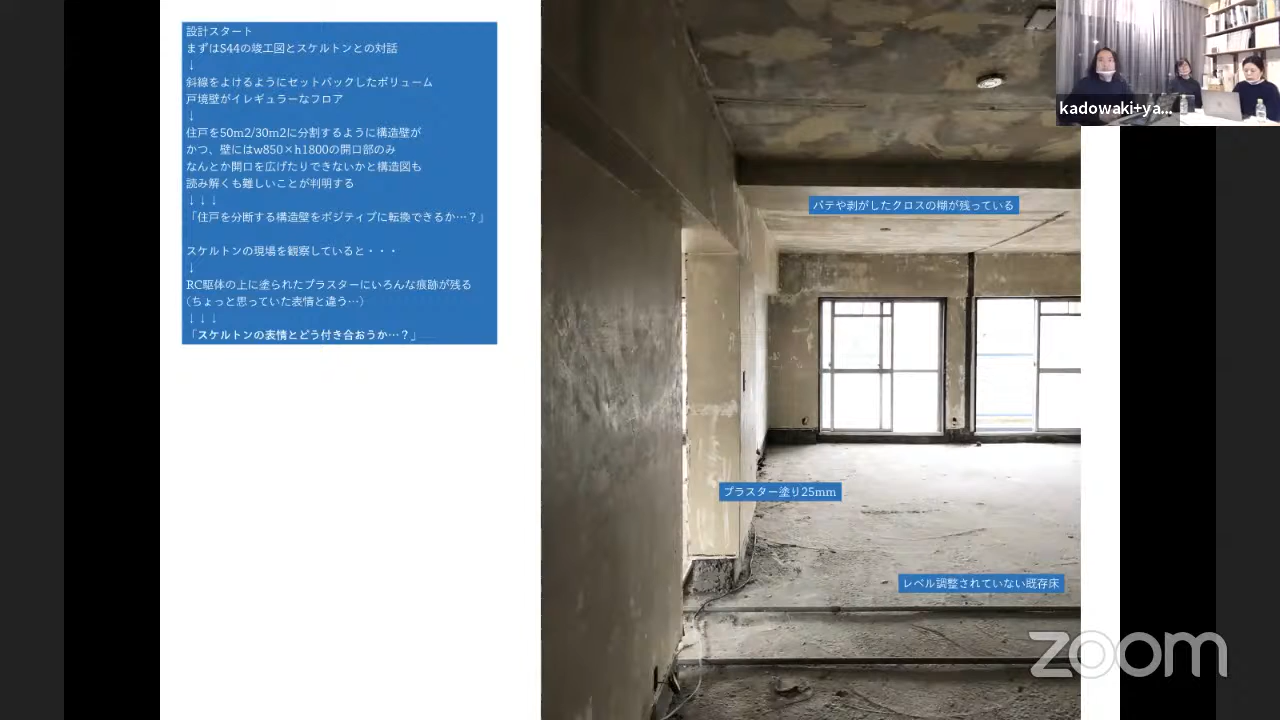 設計スタート
まずはS44の竣工図とスケルトンとの対話
↓
斜線をよけるようにセットバックしたボリューム
戸境壁がイレギュラーなフロア
↓
住戸を50m2/30m2に分割するように構造壁が
かつ、壁にはw850×h1800の開口部のみ
なんとか開口を広げたりできないかと構造図も
読み解くも難しいことが判明する
↓↓↓
「住戸を分断する構造壁をポジティブに転換できるか…？」
スケルトンの現場を観察していると・・・
↓
RC駆体の上に塗られたプラスターにいろんな痕跡が残る
（ちょっと思っていた表情と違う…）
↓↓↓
「スケルトンの表情とどう付き合おうか…？」
パテや剥がしたクロスの糊が残っている
プラスター塗り25mm
レベル調整されていない既存床
kadowaki+ya...
zoom